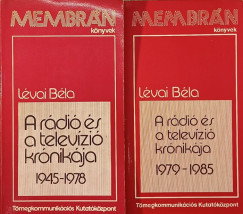 MEMBRÁN
könyvek
Lévai Béla
A rádió és
a televízió
krónikája
1945-1978
Tömegkommunikációs Kutatóközpont
MEMBRÁN
könyvek
Lévai Béla
A rádió és
a televízió
krónikája
1979-1985
Tömegkommunikációs Kutatóközpont